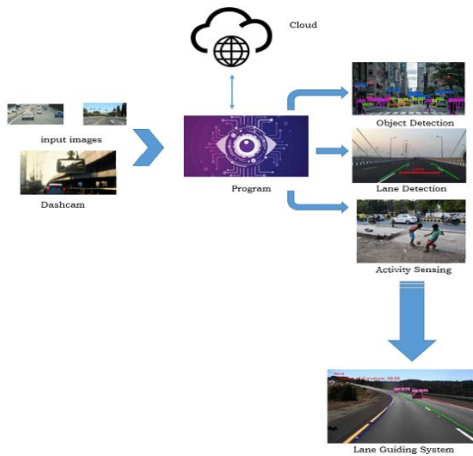 Cloud
input images
Dashcam
Program
Object Detection
Lane Detection
Activity Sensing
Lane Guiding System